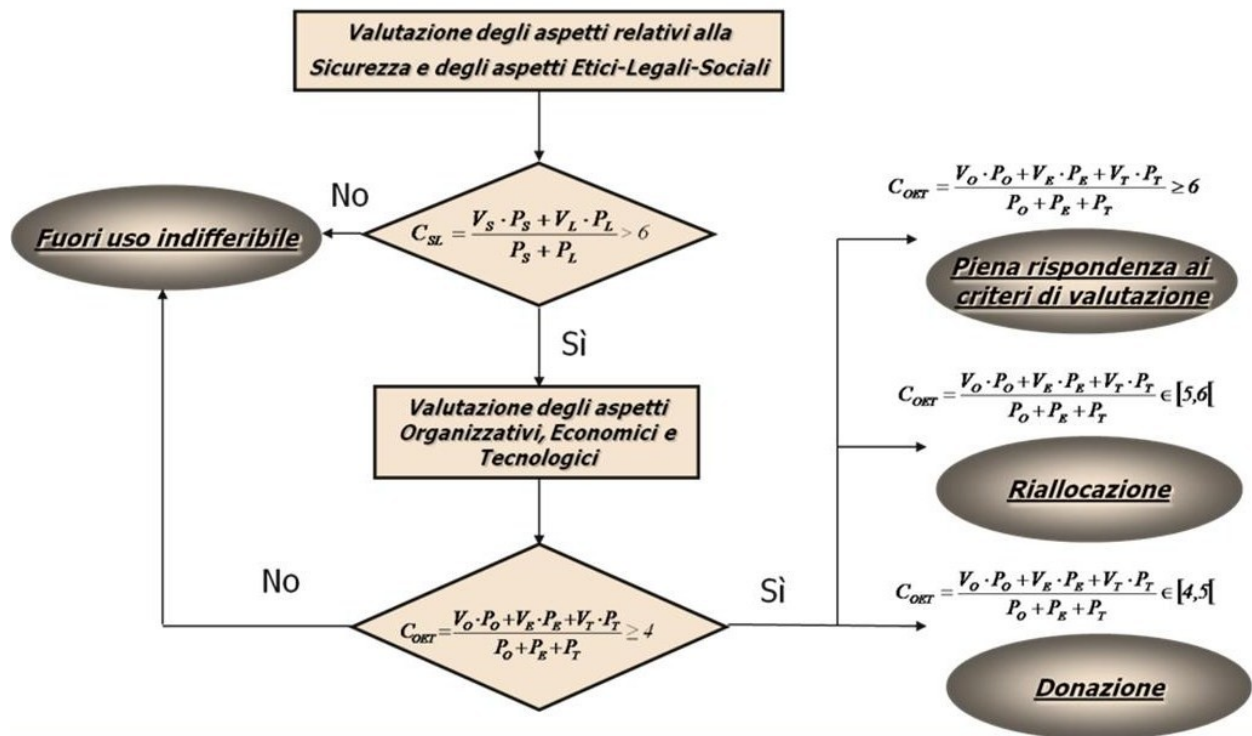 Valutazione degli aspetti relativi alla
Sicurezza e degli aspetti Etici-Legali-Sociali
No
C_SL = (V_S · P_S + V_L · P_L) / (P_S + P_L) > 6
Fuori uso indifferibile
Sì
Valutazione degli aspetti
Organizzativi, Economici e
Tecnologici
No
C_OET = (V_O · P_O + V_E · P_E + V_T · P_T) / (P_O + P_E + P_T) ≥ 4
Sì
C_OET = (V_O · P_O + V_E · P_E + V_T · P_T) / (P_O + P_E + P_T) ≥ 6
Piena rispondenza ai
criteri di valutazione
C_OET = (V_O · P_O + V_E · P_E + V_T · P_T) / (P_O + P_E + P_T) ∈ [5,6[
Riallocazione
C_OET = (V_O · P_O + V_E · P_E + V_T · P_T) / (P_O + P_E + P_T) ∈ [4,5[
Donazione